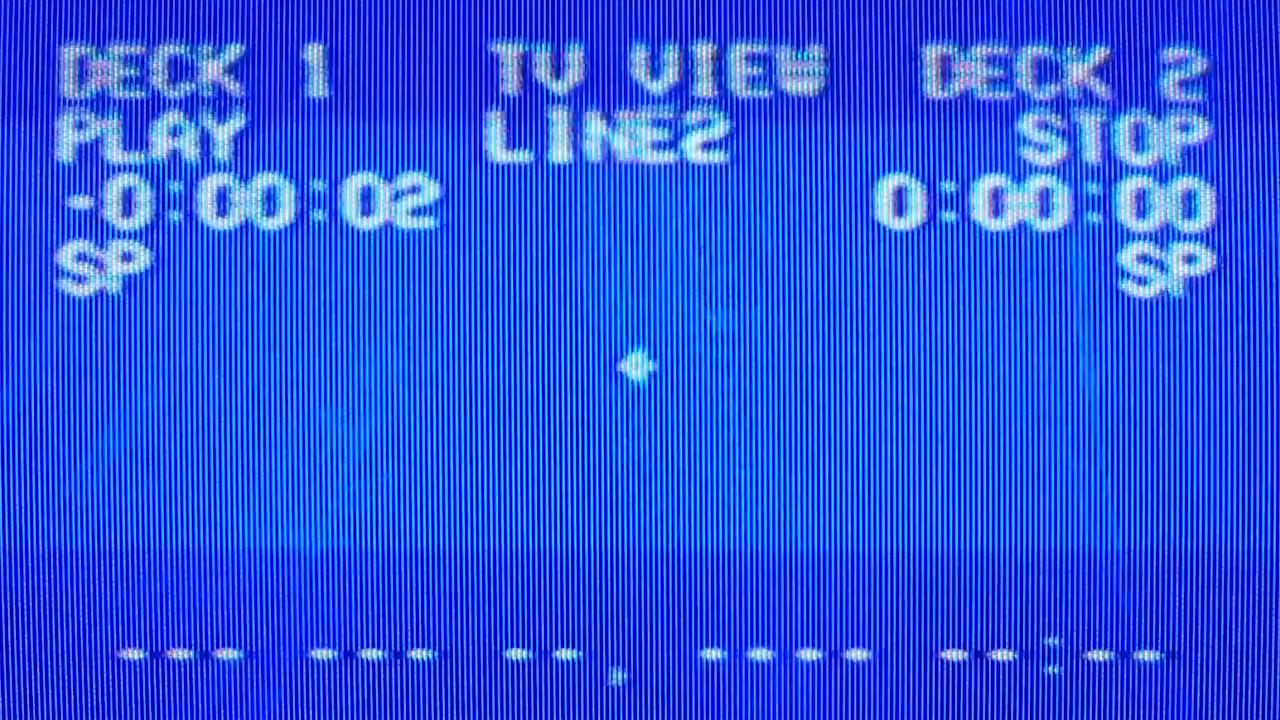 DECK 1 TV VIEW DECK 2
PLAY LINE2 STOP
-0:00:02 0:00:00
SP SP
--- --- --, ---- --:--